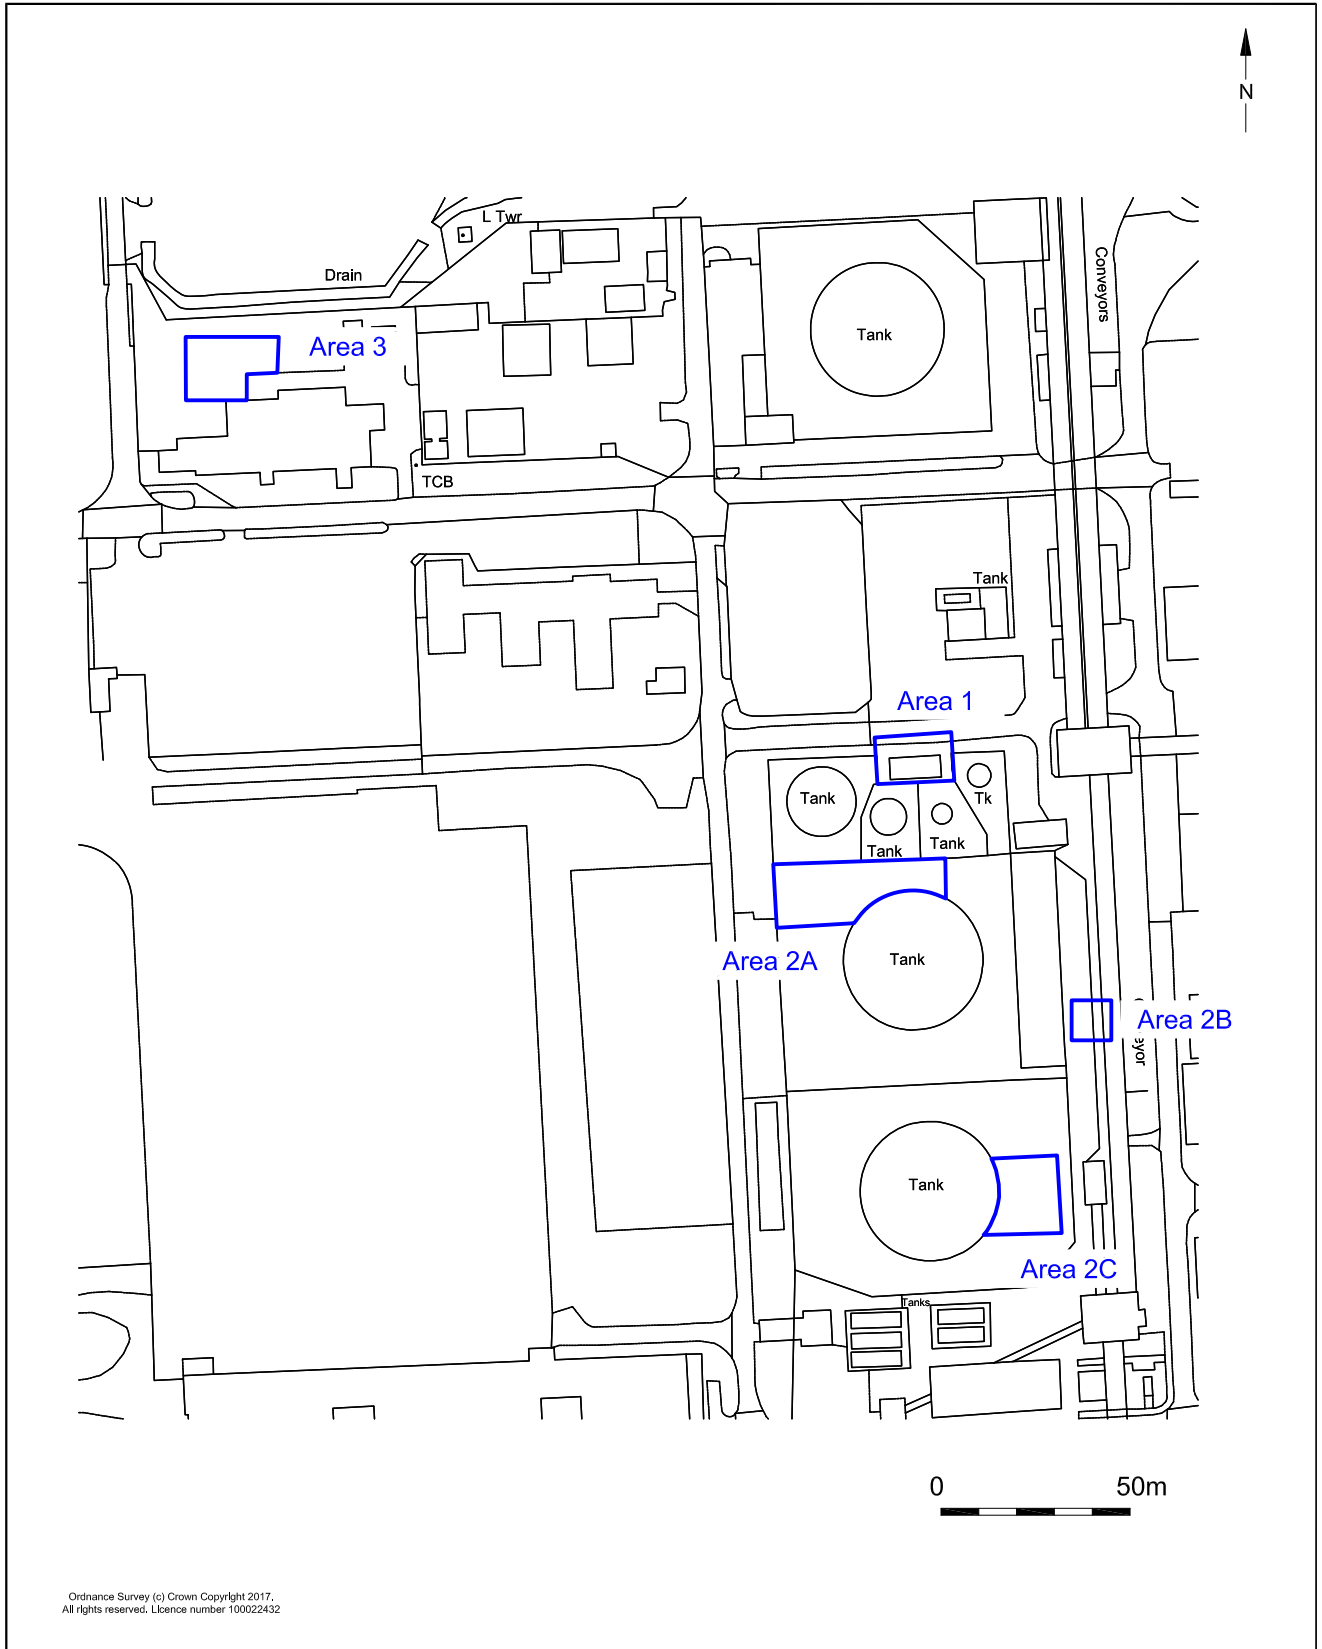 N
L Twr
Conveyors
Drain
Tank
Area 3
TCB
Tank
Area 1
Tank
Tk
Tank
Tank
Area 2A
Tank
Area 2B
yor
Tank
Area 2C
Tanks
0 50m
Ordnance Survey (c) Crown Copyright 2017.
All rights reserved. Licence number 100022432